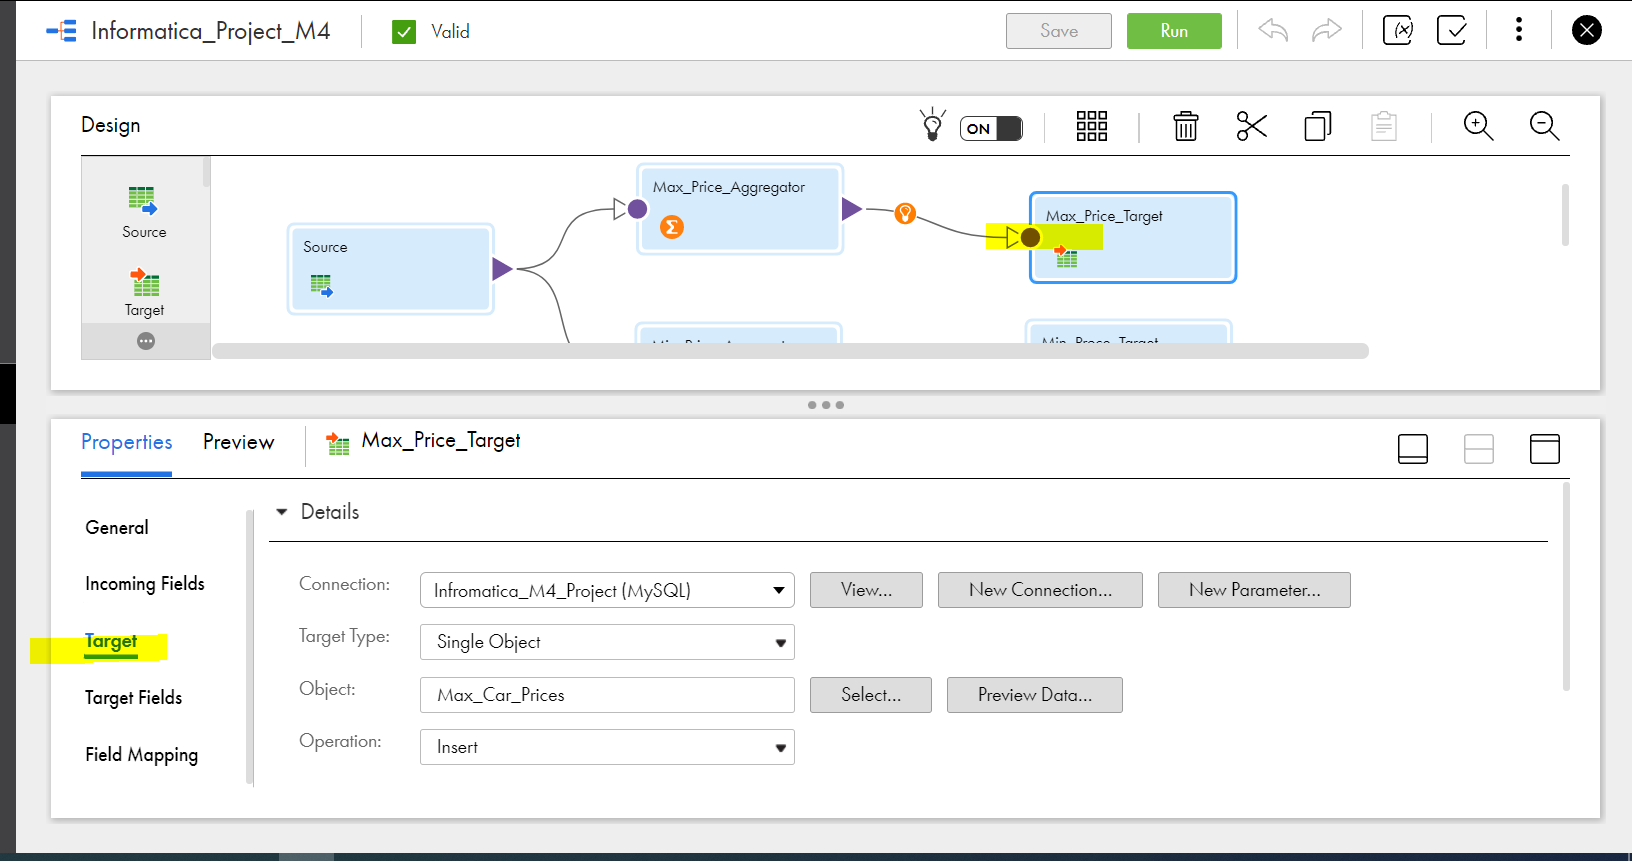 Informatica_Project_M4
Valid
Save
Run
Design
ON
Source
Target
Source
Max_Price_Aggregator
Max_Price_Target
Properties
Preview
Max_Price_Target
General
Incoming Fields
Target
Target Fields
Field Mapping
Details
Connection:
Infromatica_M4_Project (MySQL)
View...
New Connection...
New Parameter...
Target Type:
Single Object
Object:
Max_Car_Prices
Select...
Preview Data...
Operation:
Insert